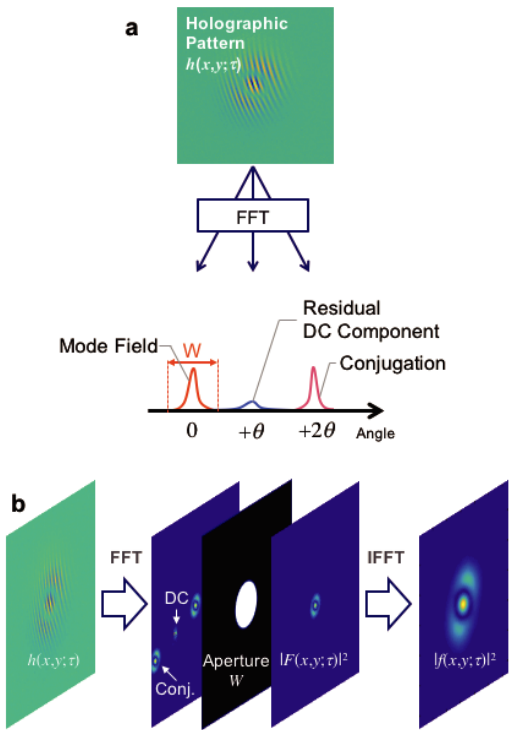 a
Holographic
Pattern
h(x,y;τ)
FFT
Residual
DC Component
W
Mode Field
Conjugation
0
+θ
+2θ
Angle
b
FFT
IFFT
DC
Conj.
h(x,y;τ)
Aperture
W
|F(x,y;τ)|²
|f(x,y;τ)|²